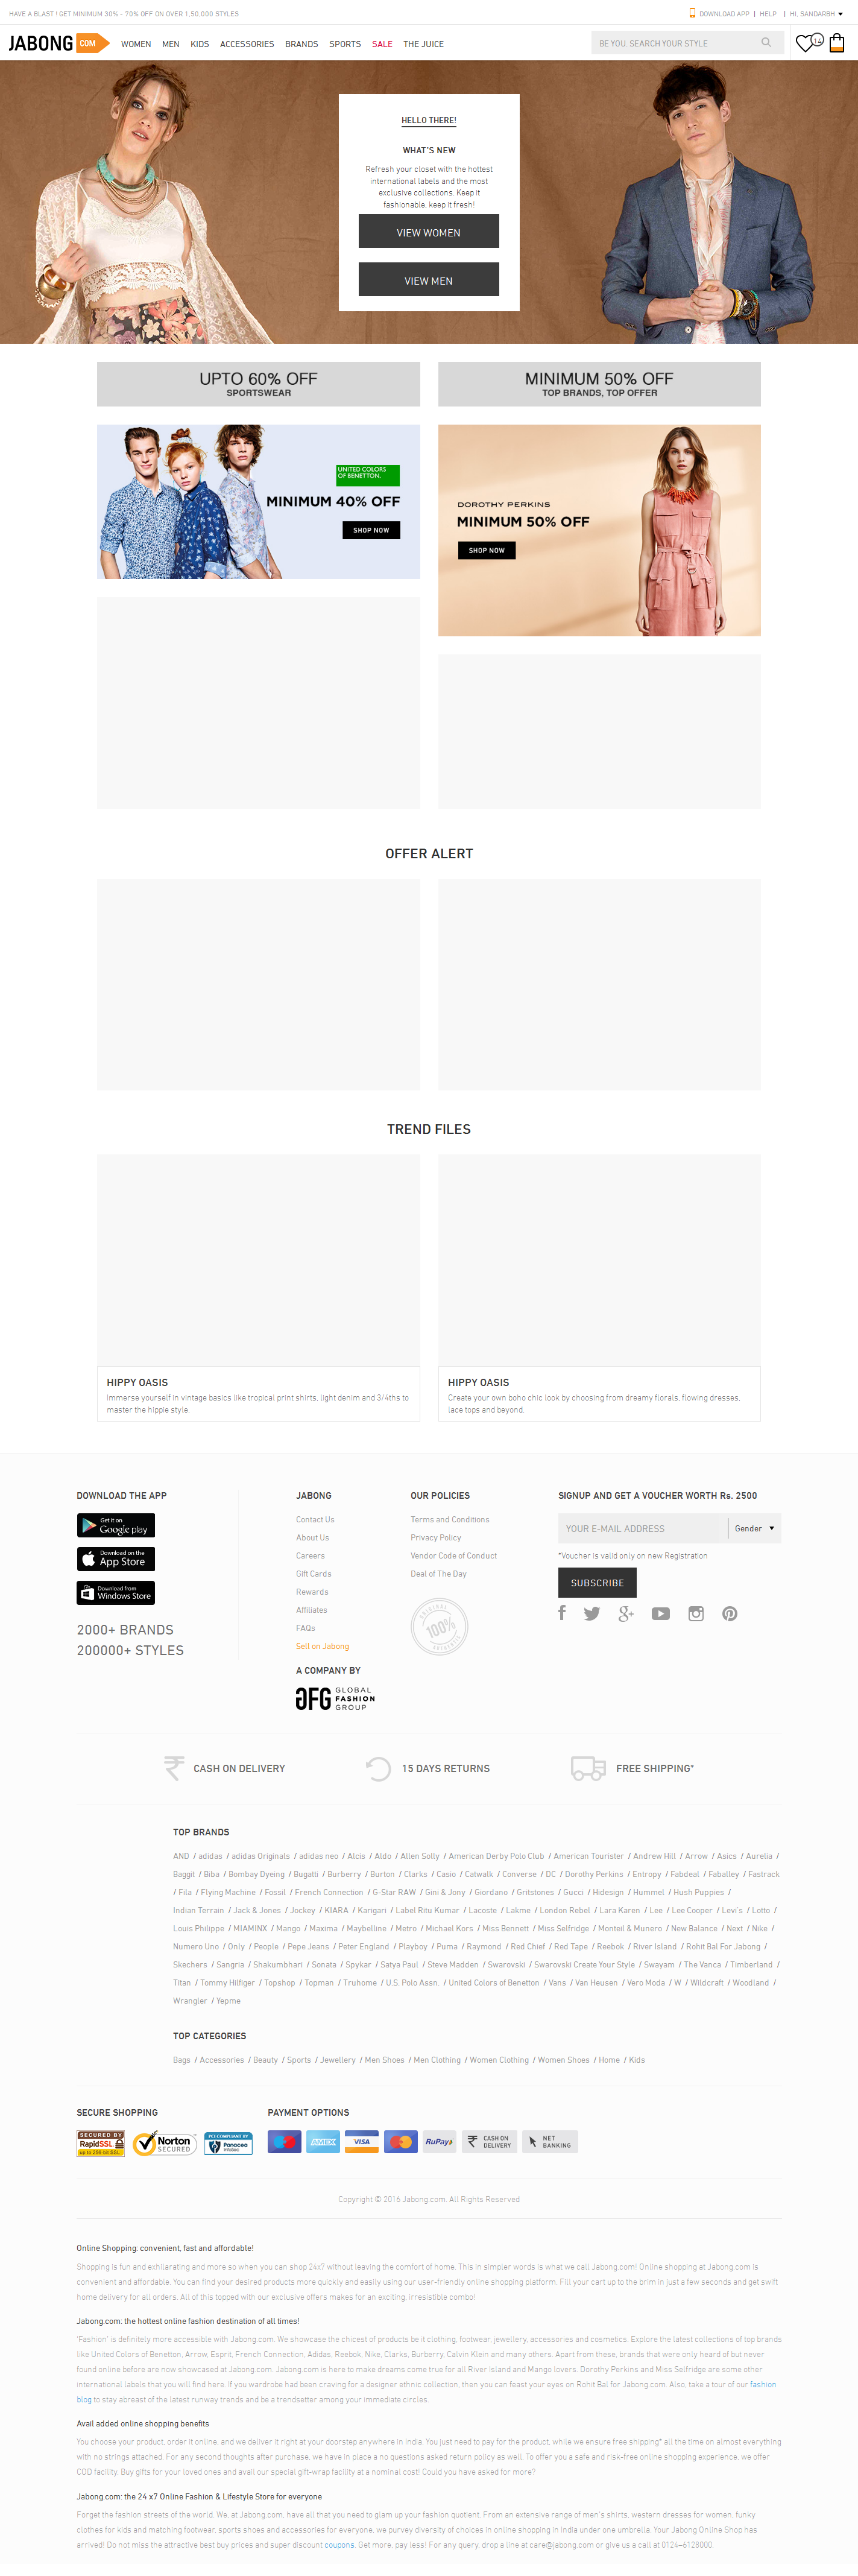 HAVE A BLAST ! GET MINIMUM 30% - 70% OFF ON OVER 1,50,000 STYLES
DOWNLOAD APP | HELP | HI, SANDARBH
JABONG COM
WOMEN MEN KIDS ACCESSORIES BRANDS SPORTS SALE THE JUICE
BE YOU. SEARCH YOUR STYLE
14
HELLO THERE!
WHAT'S NEW
Refresh your closet with the hottest
international labels and the most
exclusive collections. Keep it
fashionable, keep it fresh!
VIEW WOMEN
VIEW MEN
UPTO 60% OFF
SPORTSWEAR
MINIMUM 50% OFF
TOP BRANDS, TOP OFFER
UNITED COLORS
OF BENETTON.
MINIMUM 40% OFF
SHOP NOW
DOROTHY PERKINS
MINIMUM 50% OFF
SHOP NOW
OFFER ALERT
TREND FILES
HIPPY OASIS
Immerse yourself in vintage basics like tropical print shirts, light denim and 3/4ths to
master the hippie style.
HIPPY OASIS
Create your own boho chic look by choosing from dreamy florals, flowing dresses,
lace tops and beyond.
DOWNLOAD THE APP
Get it on
Google play
Download on the
App Store
Download from
Windows Store
2000+ BRANDS
200000+ STYLES
JABONG
Contact Us
About Us
Careers
Gift Cards
Rewards
Affiliates
FAQs
Sell on Jabong
A COMPANY BY
GFG GLOBAL
FASHION
GROUP
OUR POLICIES
Terms and Conditions
Privacy Policy
Vendor Code of Conduct
Deal of The Day
ORIGINAL
100%
AUTHENTIC
SIGNUP AND GET A VOUCHER WORTH Rs. 2500
YOUR E-MAIL ADDRESS
Gender
*Voucher is valid only on new Registration
SUBSCRIBE
CASH ON DELIVERY
15 DAYS RETURNS
FREE SHIPPING*
TOP BRANDS
AND / adidas / adidas Originals / adidas neo / Alcis / Aldo / Allen Solly / American Derby Polo Club / American Tourister / Andrew Hill / Arrow / Asics / Aurelia /
Baggit / Biba / Bombay Dyeing / Bugatti / Burberry / Burton / Clarks / Casio / Catwalk / Converse / DC / Dorothy Perkins / Entropy / Fabdeal / Faballey / Fastrack
/ Fila / Flying Machine / Fossil / French Connection / G-Star RAW / Gini & Jony / Giordano / Gritstones / Gucci / Hidesign / Hummel / Hush Puppies /
Indian Terrain / Jack & Jones / Jockey / KIARA / Karigari / Label Ritu Kumar / Lacoste / Lakme / London Rebel / Lara Karen / Lee / Lee Cooper / Levi's / Lotto /
Louis Philippe / MIAMINX / Mango / Maxima / Maybelline / Metro / Michael Kors / Miss Bennett / Miss Selfridge / Monteil & Munero / New Balance / Next / Nike /
Numero Uno / Only / People / Pepe Jeans / Peter England / Playboy / Puma / Raymond / Red Chief / Red Tape / Reebok / River Island / Rohit Bal For Jabong /
Skechers / Sangria / Shakumbhari / Sonata / Spykar / Satya Paul / Steve Madden / Swarovski / Swarovski Create Your Style / Swayam / The Vanca / Timberland /
Titan / Tommy Hilfiger / Topshop / Topman / Truhome / U.S. Polo Assn. / United Colors of Benetton / Vans / Van Heusen / Vero Moda / W / Wildcraft / Woodland /
Wrangler / Yepme
TOP CATEGORIES
Bags / Accessories / Beauty / Sports / Jewellery / Men Shoes / Men Clothing / Women Clothing / Women Shoes / Home / Kids
SECURE SHOPPING
PAYMENT OPTIONS
SECURED BY
RapidSSL
up to 256-bit SSL
Norton
SECURED
PCI COMPLIANT BY
Panacea
AMEX
VISA
RuPay
CASH ON
DELIVERY
NET
BANKING
Copyright © 2016 Jabong.com. All Rights Reserved
Online Shopping: convenient, fast and affordable!
Shopping is fun and exhilarating and more so when you can shop 24x7 without leaving the comfort of home. This in simpler words is what we call Jabong.com! Online shopping at Jabong.com is
convenient and affordable. You can find your desired products more quickly and easily using our user-friendly online shopping platform. Fill your cart up to the brim in just a few seconds and get swift
home delivery for all orders. All of this topped with our exclusive offers makes for an exciting, irresistible combo!
Jabong.com: the hottest online fashion destination of all times!
'Fashion' is definitely more accessible with Jabong.com. We showcase the chicest of products be it clothing, footwear, jewellery, accessories and cosmetics. Explore the latest collections of top brands
like United Colors of Benetton, Arrow, Esprit, French Connection, Adidas, Reebok, Nike, Clarks, Burberry, Calvin Klein and many others. Apart from these, brands that were only heard of but never
found online before are now showcased at Jabong.com. Jabong.com is here to make dreams come true for all River Island and Mango lovers. Dorothy Perkins and Miss Selfridge are some other
international labels that you will find here. If you wardrobe had been craving for a designer ethnic collection, then you can feast your eyes on Rohit Bal for Jabong.com. Also, take a tour of our fashion
blog to stay abreast of the latest runway trends and be a trendsetter among your immediate circles.
Avail added online shopping benefits
You choose your product, order it online, and we deliver it right at your doorstep anywhere in India. You just need to pay for the product, while we ensure free shipping* all the time on almost everything
with no strings attached. For any second thoughts after purchase, we have in place a no questions asked return policy as well. To offer you a safe and risk-free online shopping experience, we offer
COD facility. Buy gifts for your loved ones and avail our special gift-wrap facility at a nominal cost! Could you have asked for more?
Jabong.com: the 24 x7 Online Fashion & Lifestyle Store for everyone
Forget the fashion streets of the world. We, at Jabong.com, have all that you need to glam up your fashion quotient. From an extensive range of men's shirts, western dresses for women, funky
clothes for kids and matching footwear, sports shoes and accessories for everyone, we purvey diversity of choices in online shopping in India under one umbrella. Your Jabong Online Shop has
arrived! Do not miss the attractive best buy prices and super discount coupons. Get more, pay less! For any query, drop a line at care@jabong.com or give us a call at 0124-6128000.